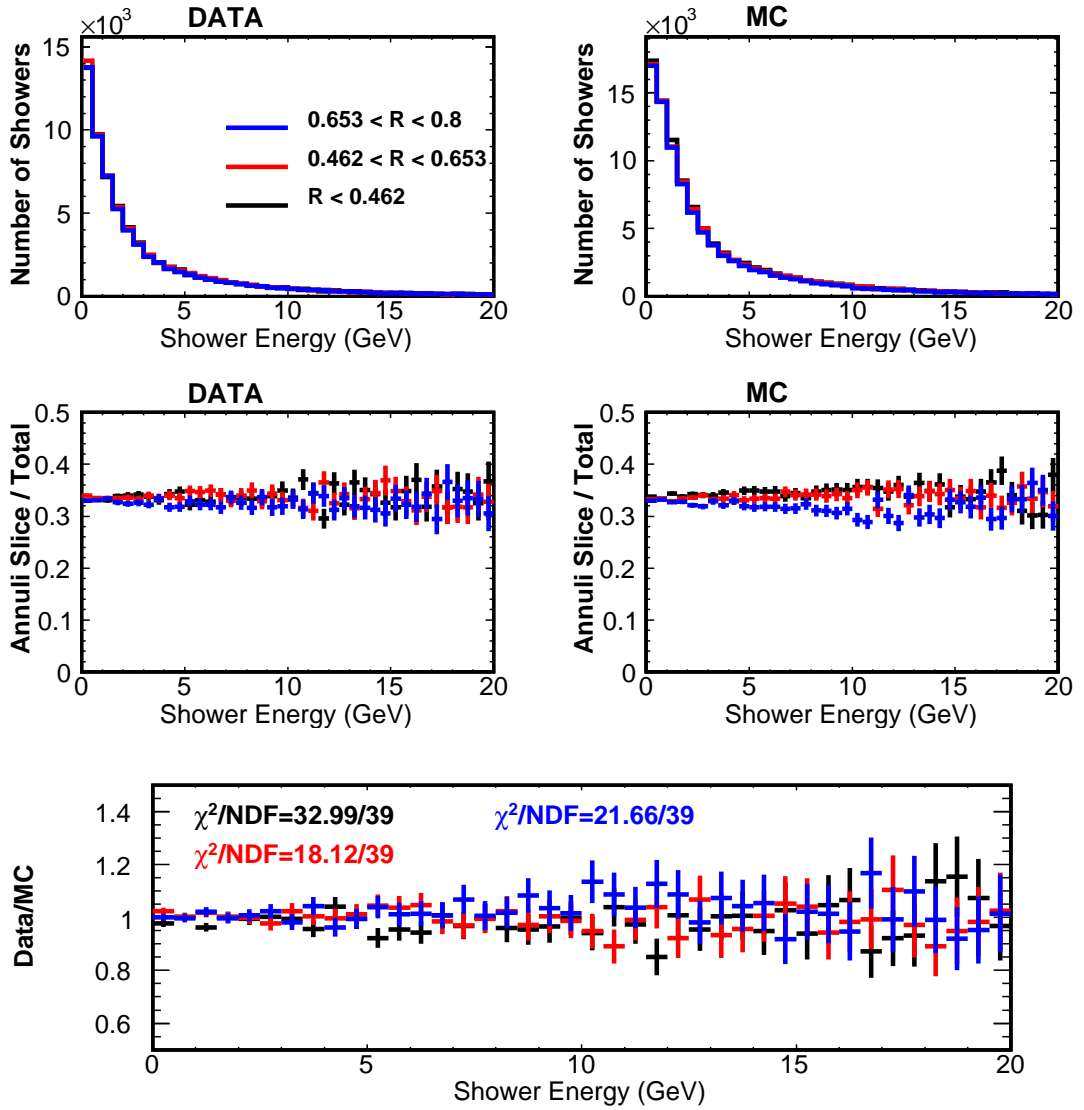 DATA
×10³
Number of Showers
15
10
5
0
0.653 < R < 0.8
0.462 < R < 0.653
R < 0.462
0 5 10 15 20
Shower Energy (GeV)
MC
×10³
Number of Showers
15
10
5
0
0 5 10 15 20
Shower Energy (GeV)
DATA
Annuli Slice / Total
0.5
0.4
0.3
0.2
0.1
0
0 5 10 15 20
Shower Energy (GeV)
MC
Annuli Slice / Total
0.5
0.4
0.3
0.2
0.1
0
0 5 10 15 20
Shower Energy (GeV)
Data/MC
1.4
1.2
1
0.8
0.6
χ²/NDF=32.99/39
χ²/NDF=21.66/39
χ²/NDF=18.12/39
0 5 10 15 20
Shower Energy (GeV)